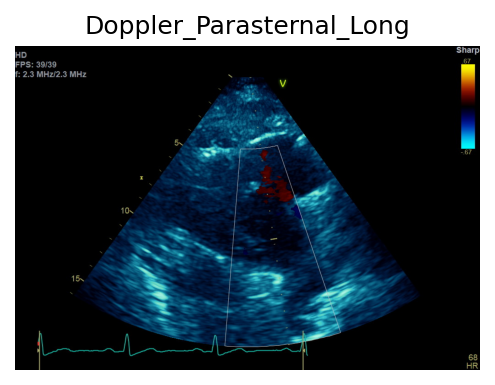 Doppler_Parasternal_Long
HD
FPS: 39/39
f: 2.3 MHz/2.3 MHz
Sharp
67
-67
V
5
x
10
15
68
HR